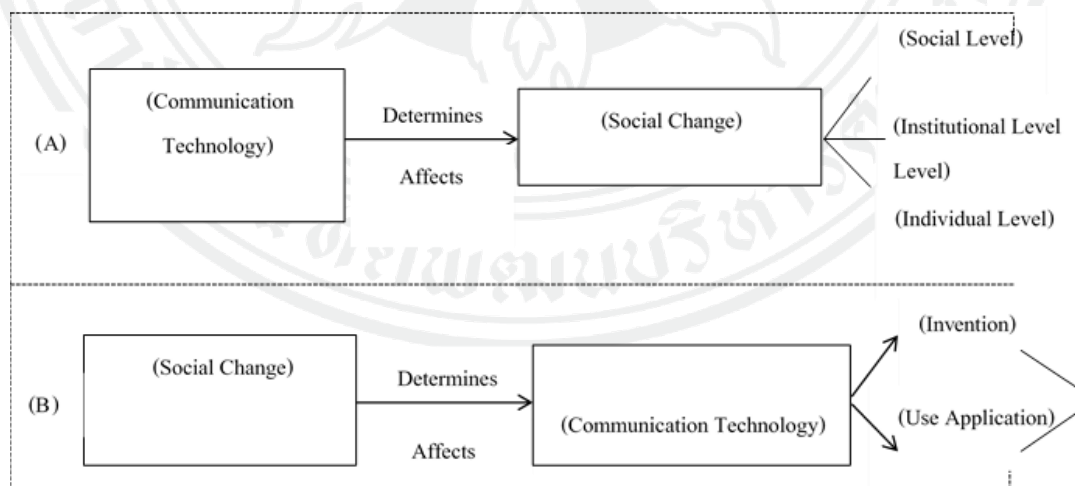 (A)
(Communication
Technology)
Determines
Affects
(Social Change)
(Social Level)
(Institutional Level
Level)
(Individual Level)
(B)
(Social Change)
Determines
Affects
(Communication Technology)
(Invention)
(Use Application)